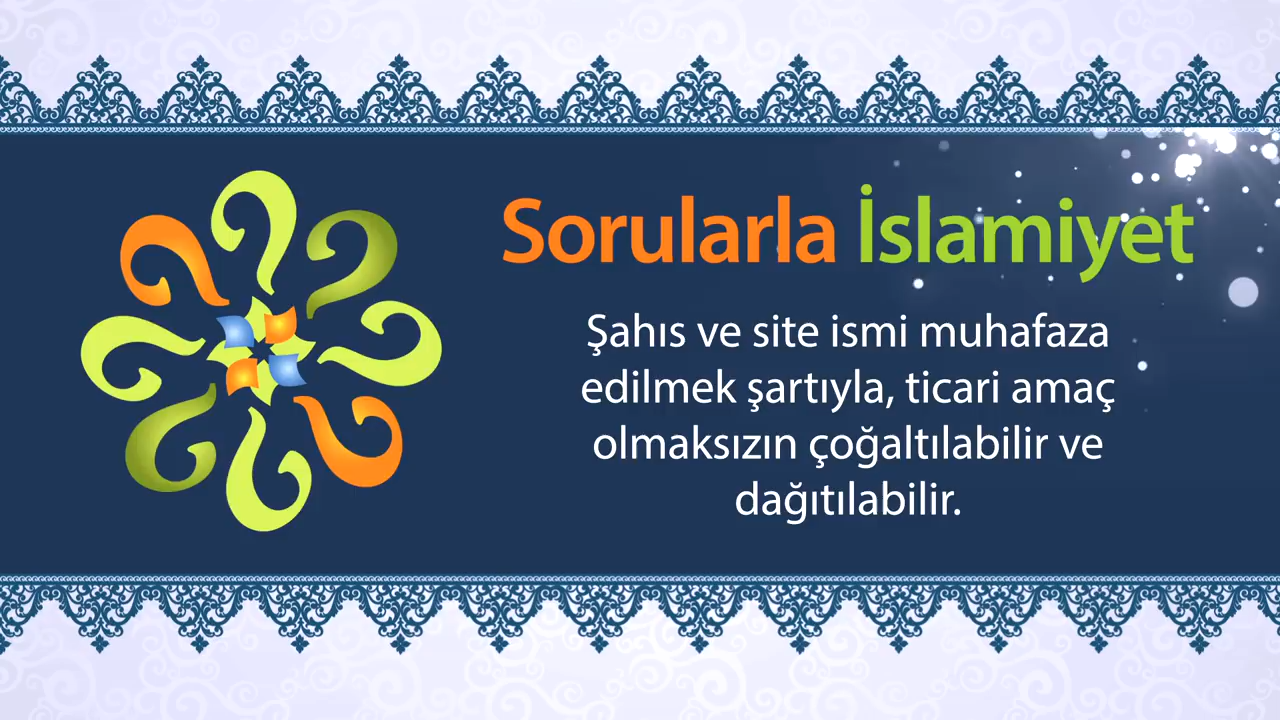 Sorularla İslamiyet
Şahıs ve site ismi muhafaza
edilmek şartıyla, ticari amaç
olmaksızın çoğaltılabilir ve
dağıtılabilir.